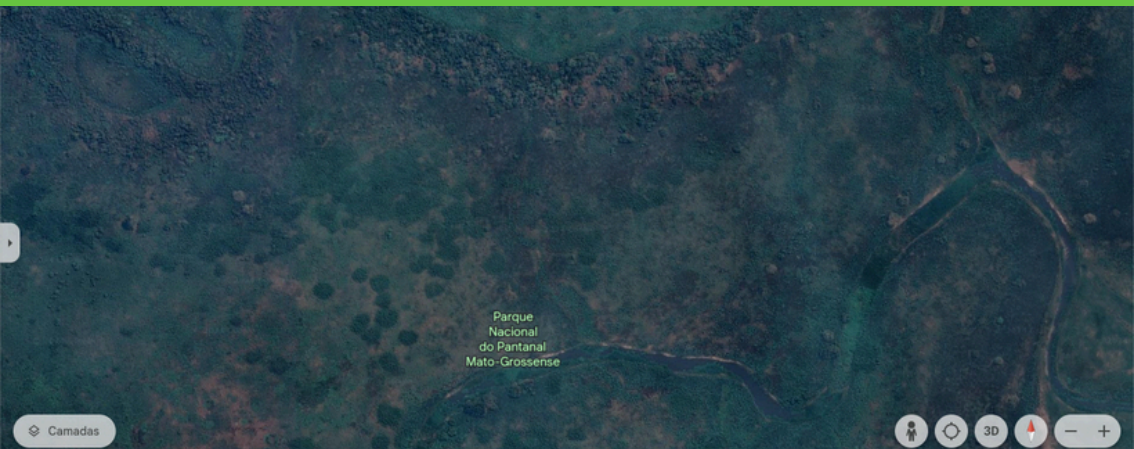 Parque
Nacional
do Pantanal
Mato-Grossense
Camadas
3D